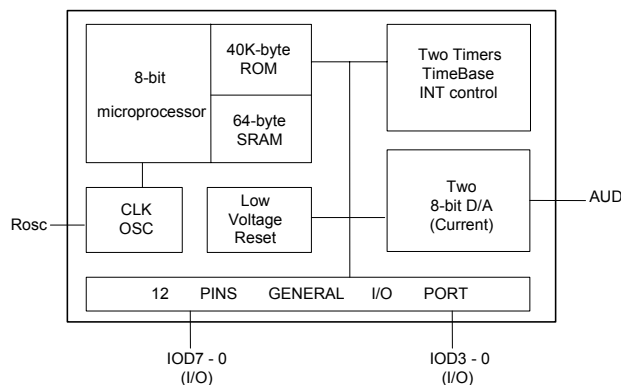 8-bit
microprocessor
40K-byte
ROM
64-byte
SRAM
Two Timers
TimeBase
INT control
CLK
OSC
Low
Voltage
Reset
Two
8-bit D/A
(Current)
Rosc
AUD
12 PINS GENERAL I/O PORT
IOD7 - 0
(I/O)
IOD3 - 0
(I/O)